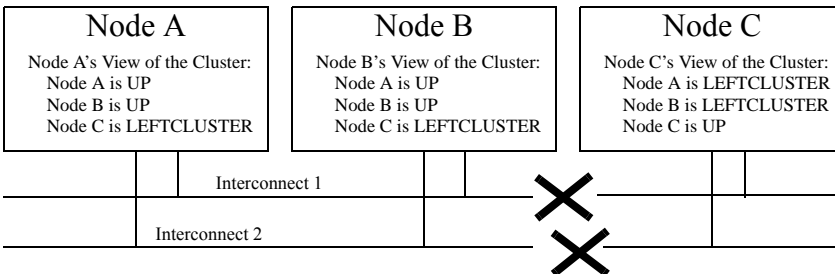 Node A
Node A's View of the Cluster:
Node A is UP
Node B is UP
Node C is LEFTCLUSTER
Node B
Node B's View of the Cluster:
Node A is UP
Node B is UP
Node C is LEFTCLUSTER
Node C
Node C's View of the Cluster:
Node A is LEFTCLUSTER
Node B is LEFTCLUSTER
Node C is UP
Interconnect 1
Interconnect 2